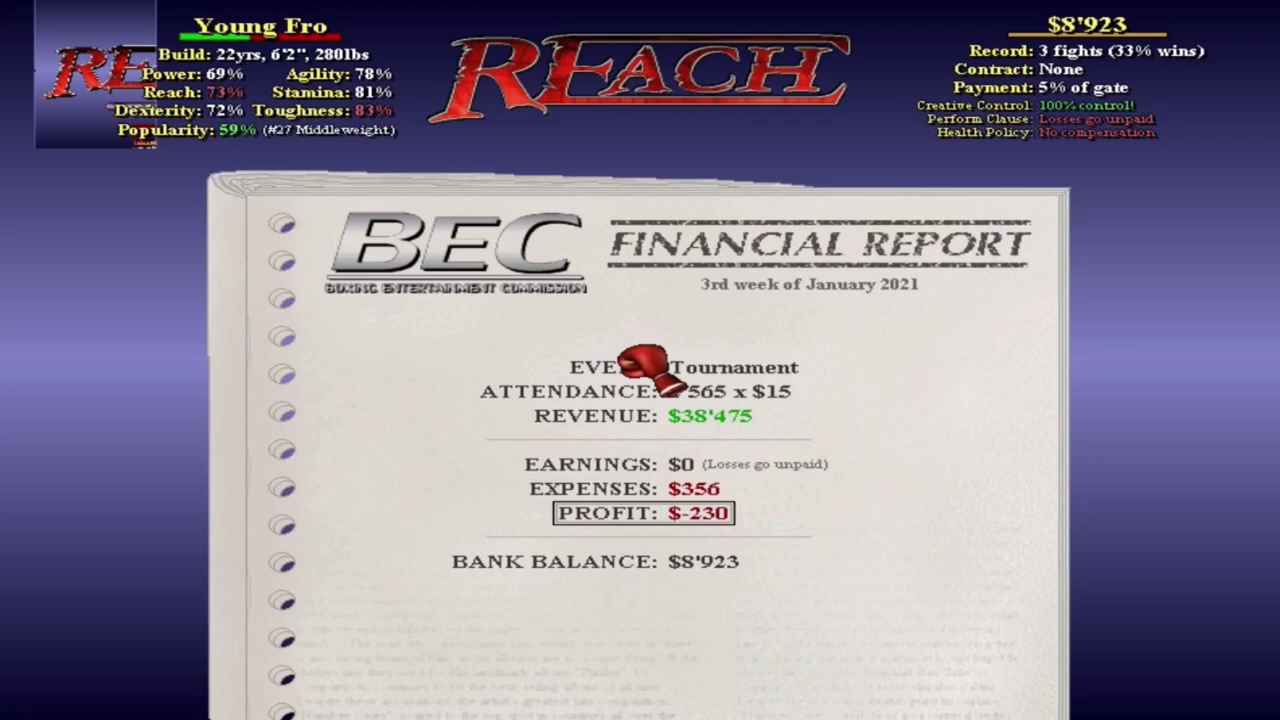 Young Fro
Build: 22yrs, 6'2", 280lbs
Power: 69% Agility: 78%
Reach: 73% Stamina: 81%
Dexterity: 72% Toughness: 83%
Popularity: 59% (#27 Middleweight)
REACH
$8'923
Record: 3 fights (33% wins)
Contract: None
Payment: 5% of gate
Creative Control: 100% control!
Perform Clause: Losses go unpaid
Health Policy: No compensation
BEC
BOXING ENTERTAINMENT COMMISSION
FINANCIAL REPORT
3rd week of January 2021
Tournament
ATTENDANCE: 565 x $15
REVENUE: $38'475
EARNINGS: $0 (Losses go unpaid)
EXPENSES: $356
PROFIT: $-230
BANK BALANCE: $8'923